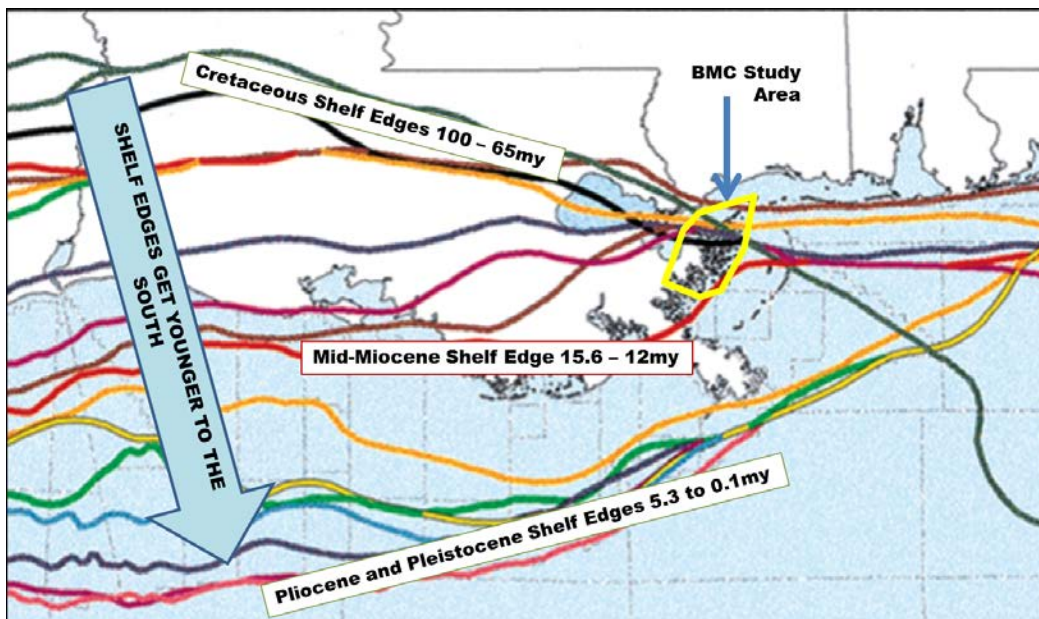 Cretaceous Shelf Edges 100 – 65my
BMC Study
Area
SHELF EDGES GET YOUNGER TO THE
SOUTH
Mid-Miocene Shelf Edge 15.6 – 12my
Pliocene and Pleistocene Shelf Edges 5.3 to 0.1my